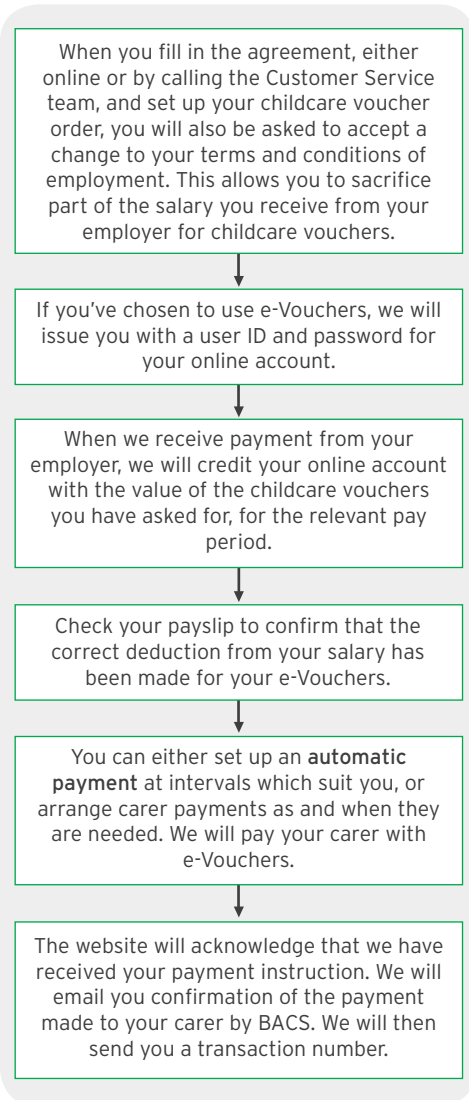 When you fill in the agreement, either
online or by calling the Customer Service
team, and set up your childcare voucher
order, you will also be asked to accept a
change to your terms and conditions of
employment. This allows you to sacrifice
part of the salary you receive from your
employer for childcare vouchers.
If you've chosen to use e-Vouchers, we will
issue you with a user ID and password for
your online account.
When we receive payment from your
employer, we will credit your online account
with the value of the childcare vouchers
you have asked for, for the relevant pay
period.
Check your payslip to confirm that the
correct deduction from your salary has
been made for your e-Vouchers.
You can either set up an automatic
payment at intervals which suit you, or
arrange carer payments as and when they
are needed. We will pay your carer with
e-Vouchers.
The website will acknowledge that we have
received your payment instruction. We will
email you confirmation of the payment
made to your carer by BACS. We will then
send you a transaction number.